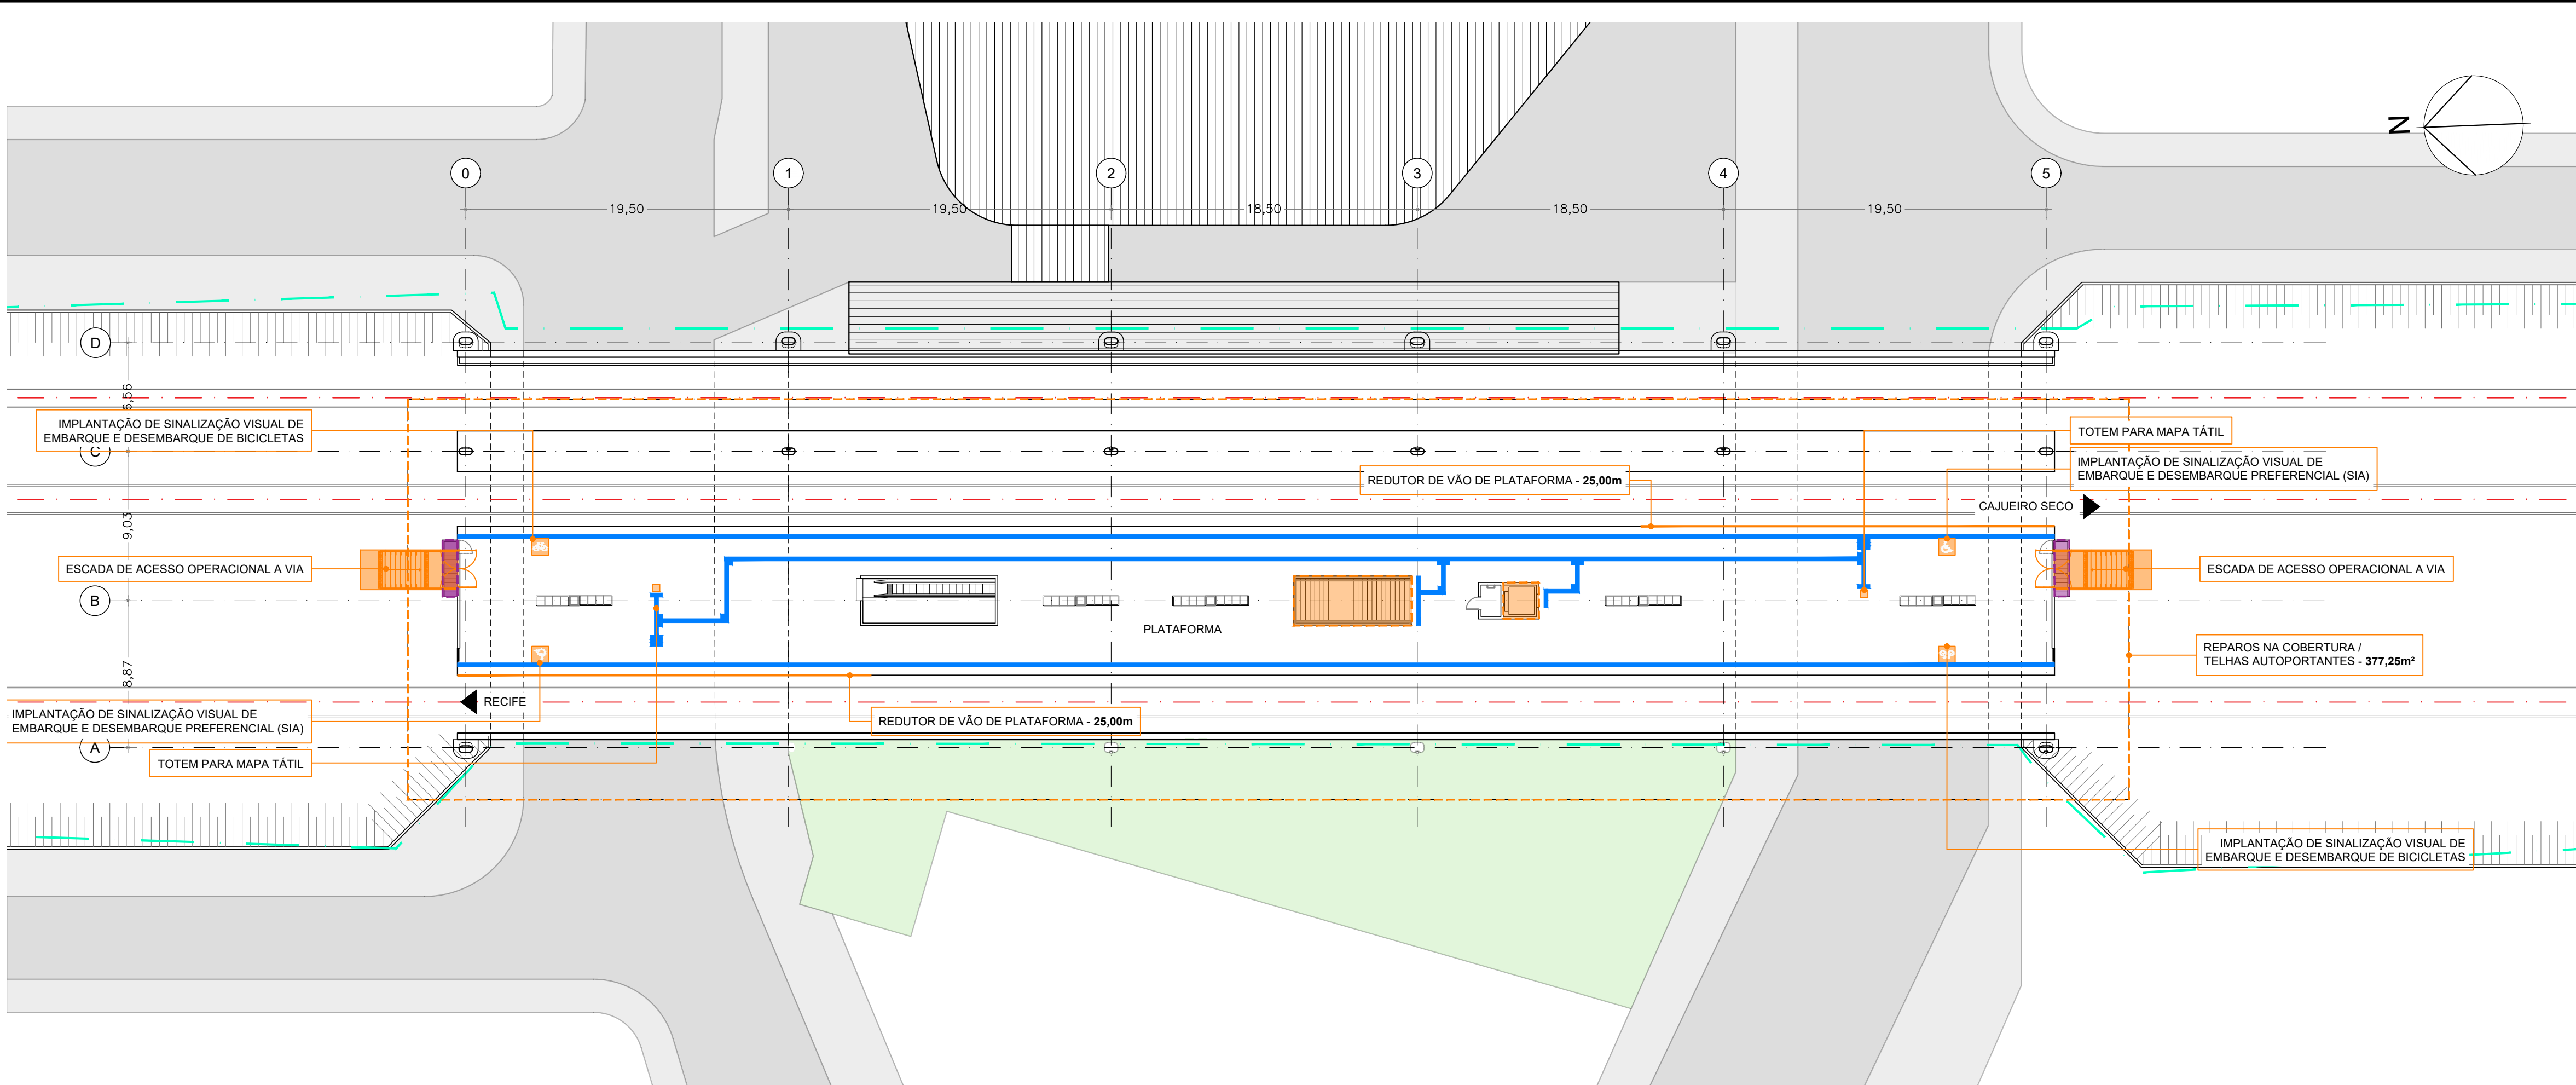 N
0
1
2
3
4
5
19,50
19,50
18,50
18,50
19,50
D
6,56
IMPLANTAÇÃO DE SINALIZAÇÃO VISUAL DE
EMBARQUE E DESEMBARQUE DE BICICLETAS
C
TOTEM PARA MAPA TÁTIL
IMPLANTAÇÃO DE SINALIZAÇÃO VISUAL DE
EMBARQUE E DESEMBARQUE PREFERENCIAL (SIA)
REDUTOR DE VÃO DE PLATAFORMA - 25,00m
CAJUEIRO SECO
9,03
ESCADA DE ACESSO OPERACIONAL A VIA
ESCADA DE ACESSO OPERACIONAL A VIA
B
PLATAFORMA
REPAROS NA COBERTURA /
TELHAS AUTOPORTANTES - 377,25m²
8,87
RECIFE
IMPLANTAÇÃO DE SINALIZAÇÃO VISUAL DE
EMBARQUE E DESEMBARQUE PREFERENCIAL (SIA)
REDUTOR DE VÃO DE PLATAFORMA - 25,00m
A
TOTEM PARA MAPA TÁTIL
IMPLANTAÇÃO DE SINALIZAÇÃO VISUAL DE
EMBARQUE E DESEMBARQUE DE BICICLETAS